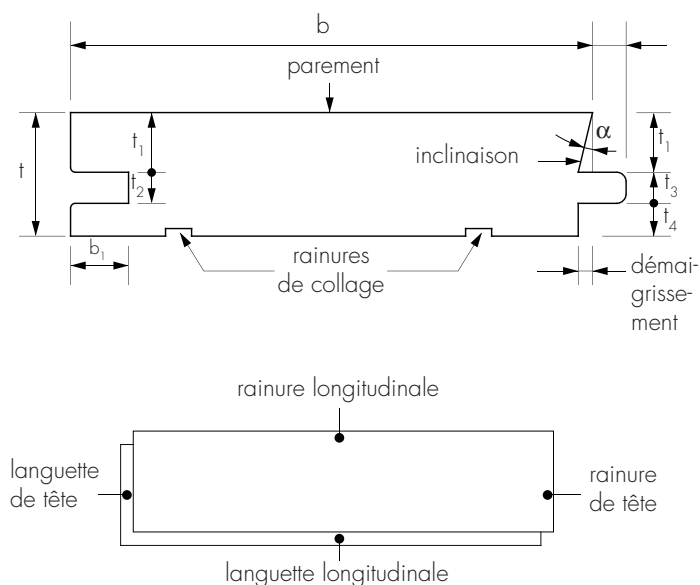 b
parement
t
t₁
t₂
b₁
inclinaison
α
t₁
t₃
t₄
rainures
de collage
démai-
grisse-
ment
rainure longitudinale
languette
de tête
rainure
de tête
languette longitudinale